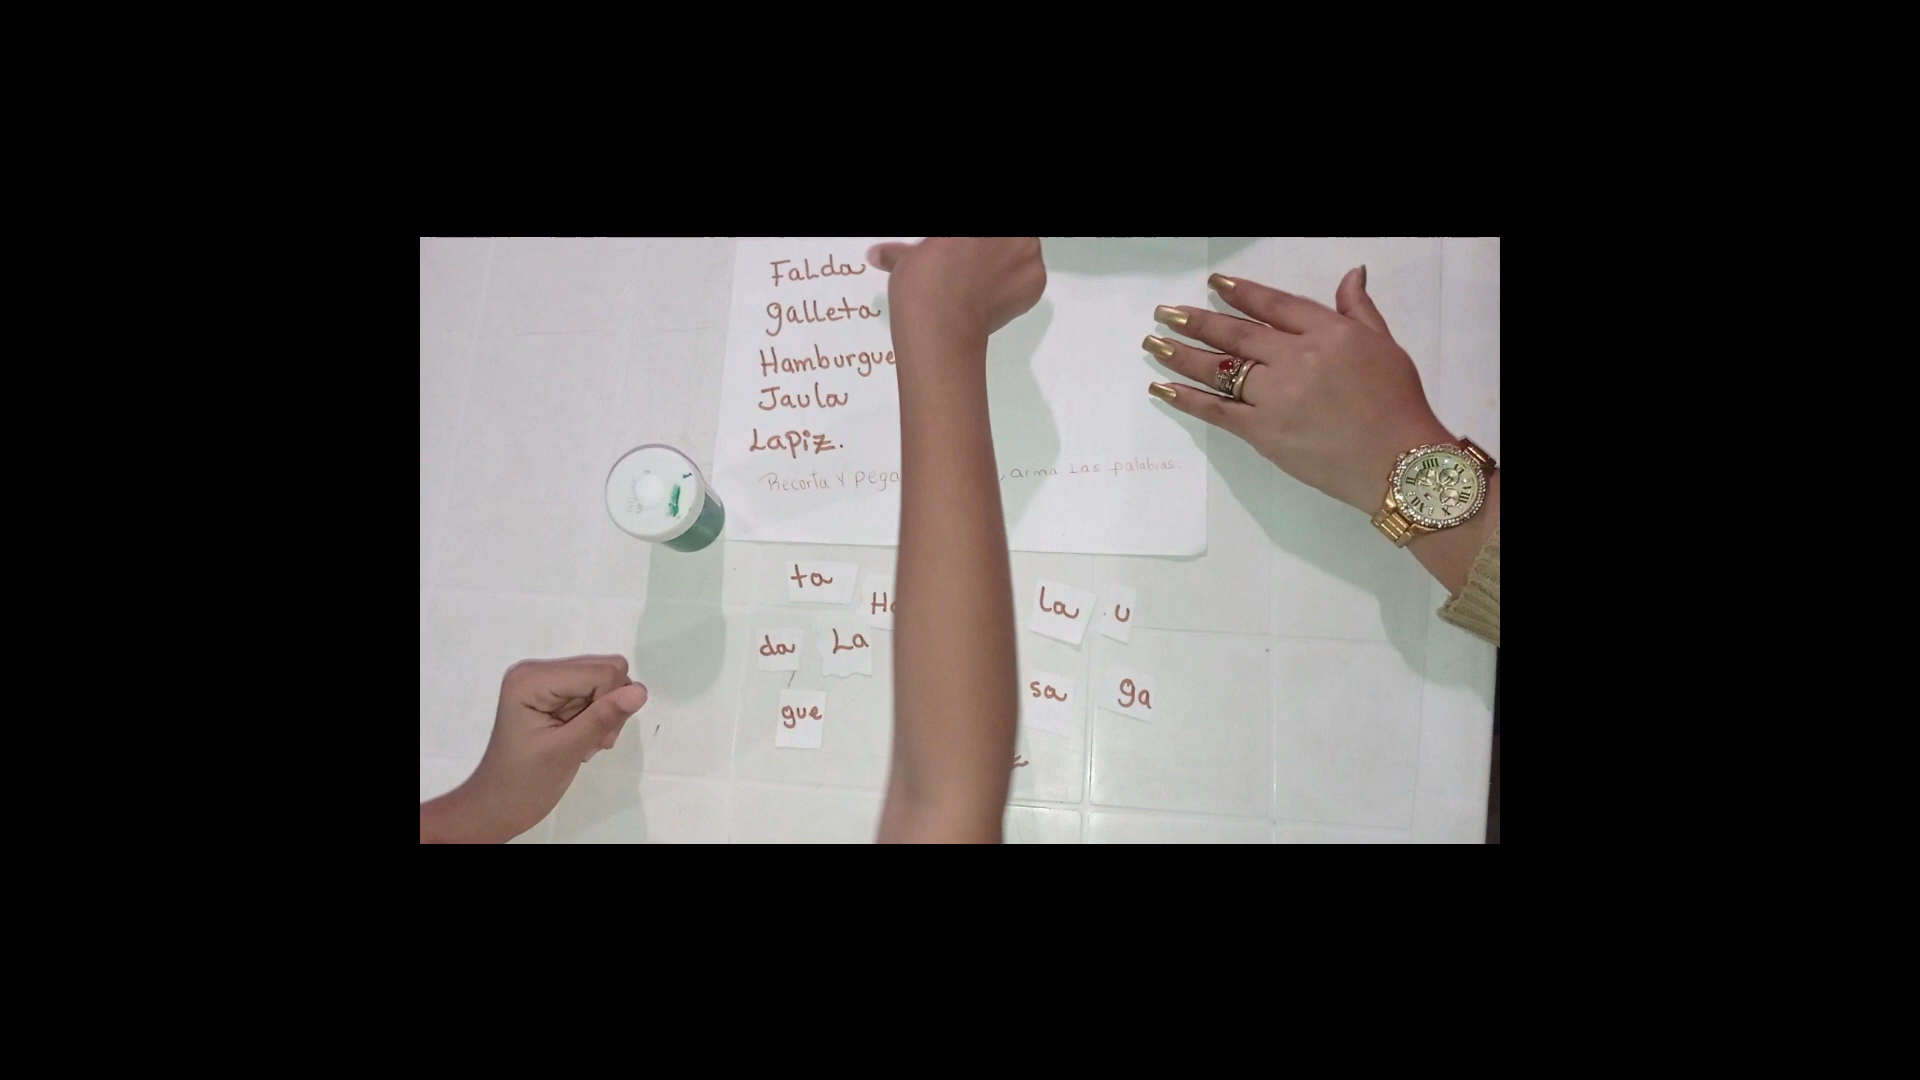 Falda
galleta
Hamburgue
Jaula
Lapiz.
Recorta y pega , arma las palabras.
ta
la u
da La
sa ga
gue